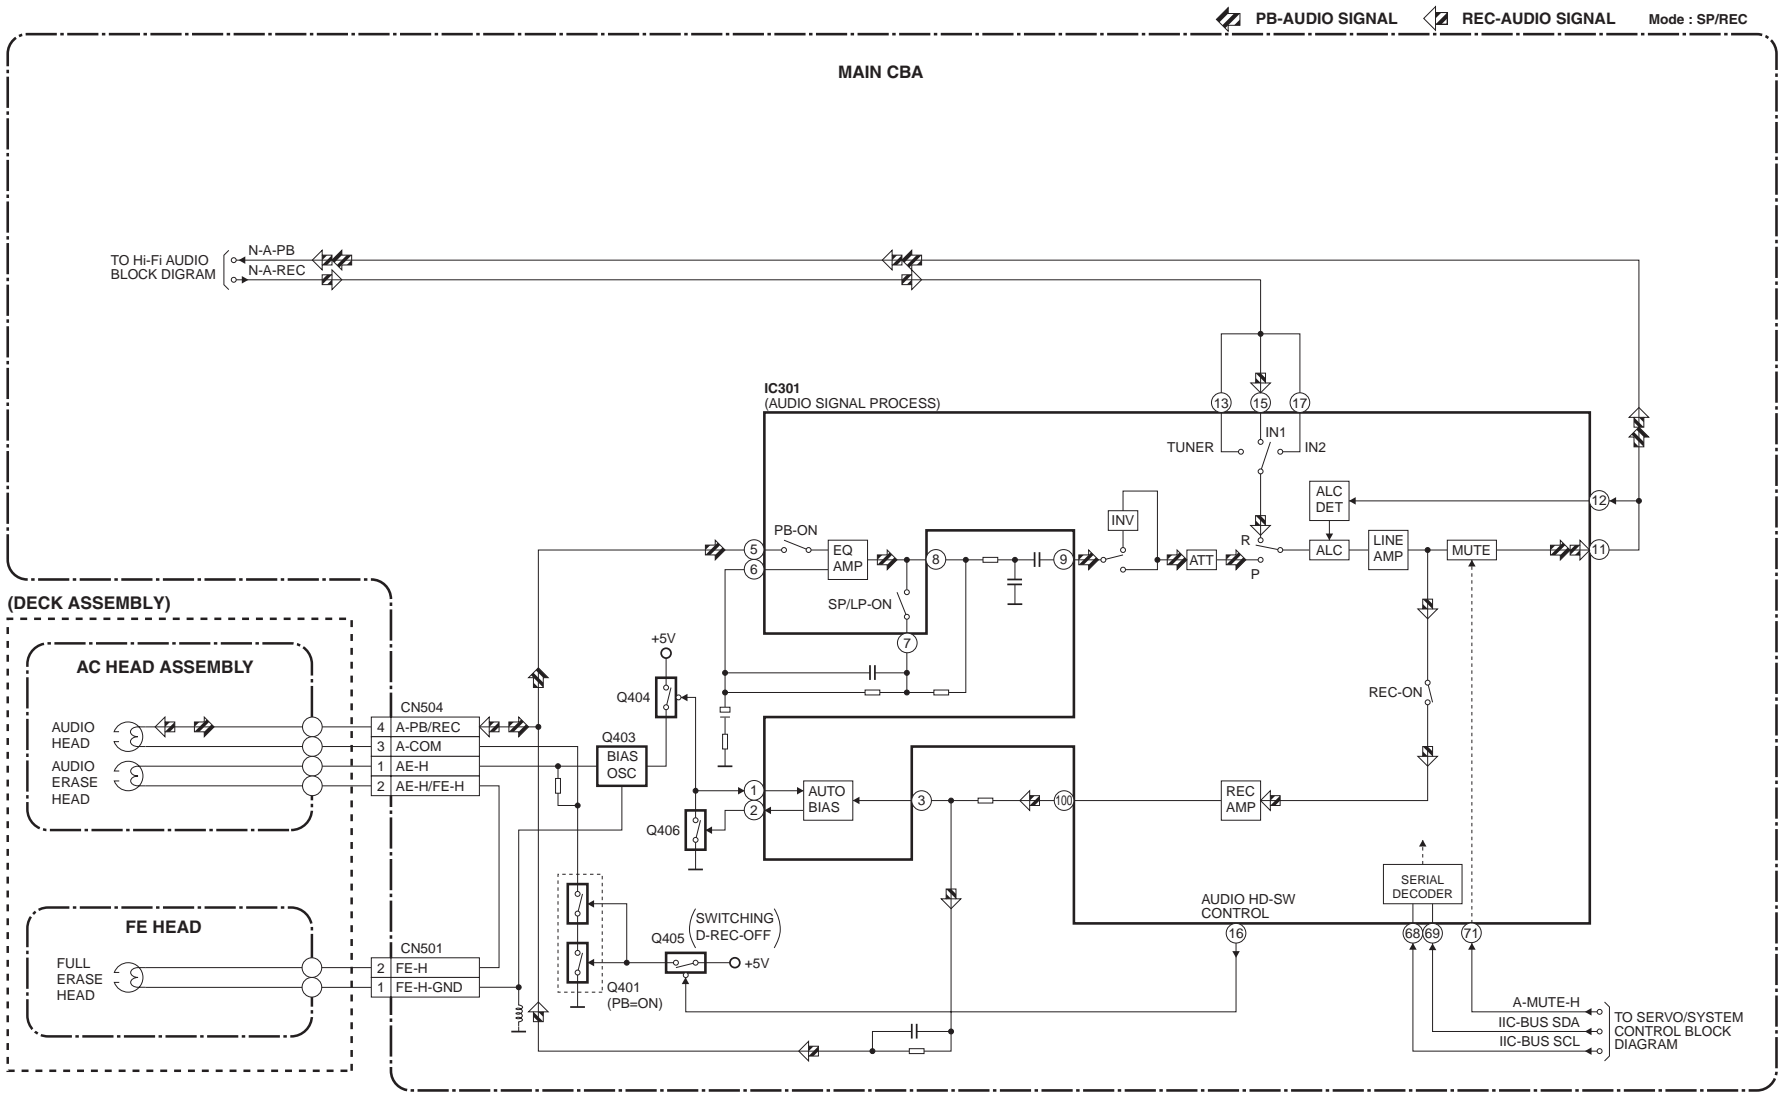 PB-AUDIO SIGNAL REC-AUDIO SIGNAL Mode : SP/REC
MAIN CBA
TO Hi-Fi AUDIO
BLOCK DIGRAM
N-A-PB
N-A-REC
IC301
(AUDIO SIGNAL PROCESS)
13 15 17
TUNER
IN1
IN2
ALC
DET
12
PB-ON
5
6
EQ
AMP
8
9
INV
ATT
R
P
ALC
LINE
AMP
MUTE
11
SP/LP-ON
7
(DECK ASSEMBLY)
AC HEAD ASSEMBLY
AUDIO
HEAD
AUDIO
ERASE
HEAD
CN504
4 A-PB/REC
3 A-COM
1 AE-H
2 AE-H/FE-H
+5V
Q404
Q403
BIAS
OSC
Q406
1
2
AUTO
BIAS
3
100
REC
AMP
REC-ON
SERIAL
DECODER
AUDIO HD-SW
CONTROL
16
68 69 71
FE HEAD
FULL
ERASE
HEAD
CN501
2 FE-H
1 FE-H-GND
Q405
(SWITCHING
D-REC-OFF)
+5V
Q401
(PB=ON)
A-MUTE-H
IIC-BUS SDA
IIC-BUS SCL
TO SERVO/SYSTEM
CONTROL BLOCK
DIAGRAM